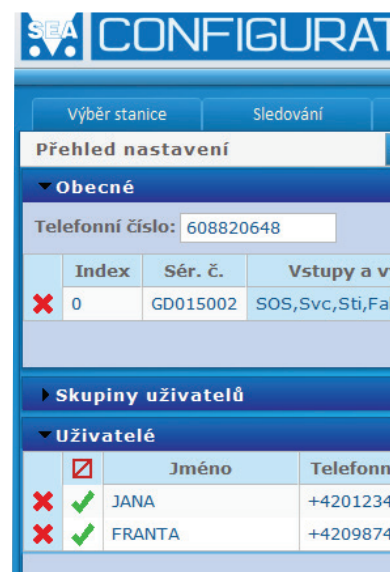 SEA CONFIGURAT
Výběr stanice Sledování
Přehled nastavení
Obecné
Telefonní číslo: 608820648
Index Sér. č. Vstupy a v
0 GD015002 SOS,Svc,Sti,Fa
Skupiny uživatelů
Uživatelé
Jméno Telefonn
JANA +4201234
FRANTA +4209874